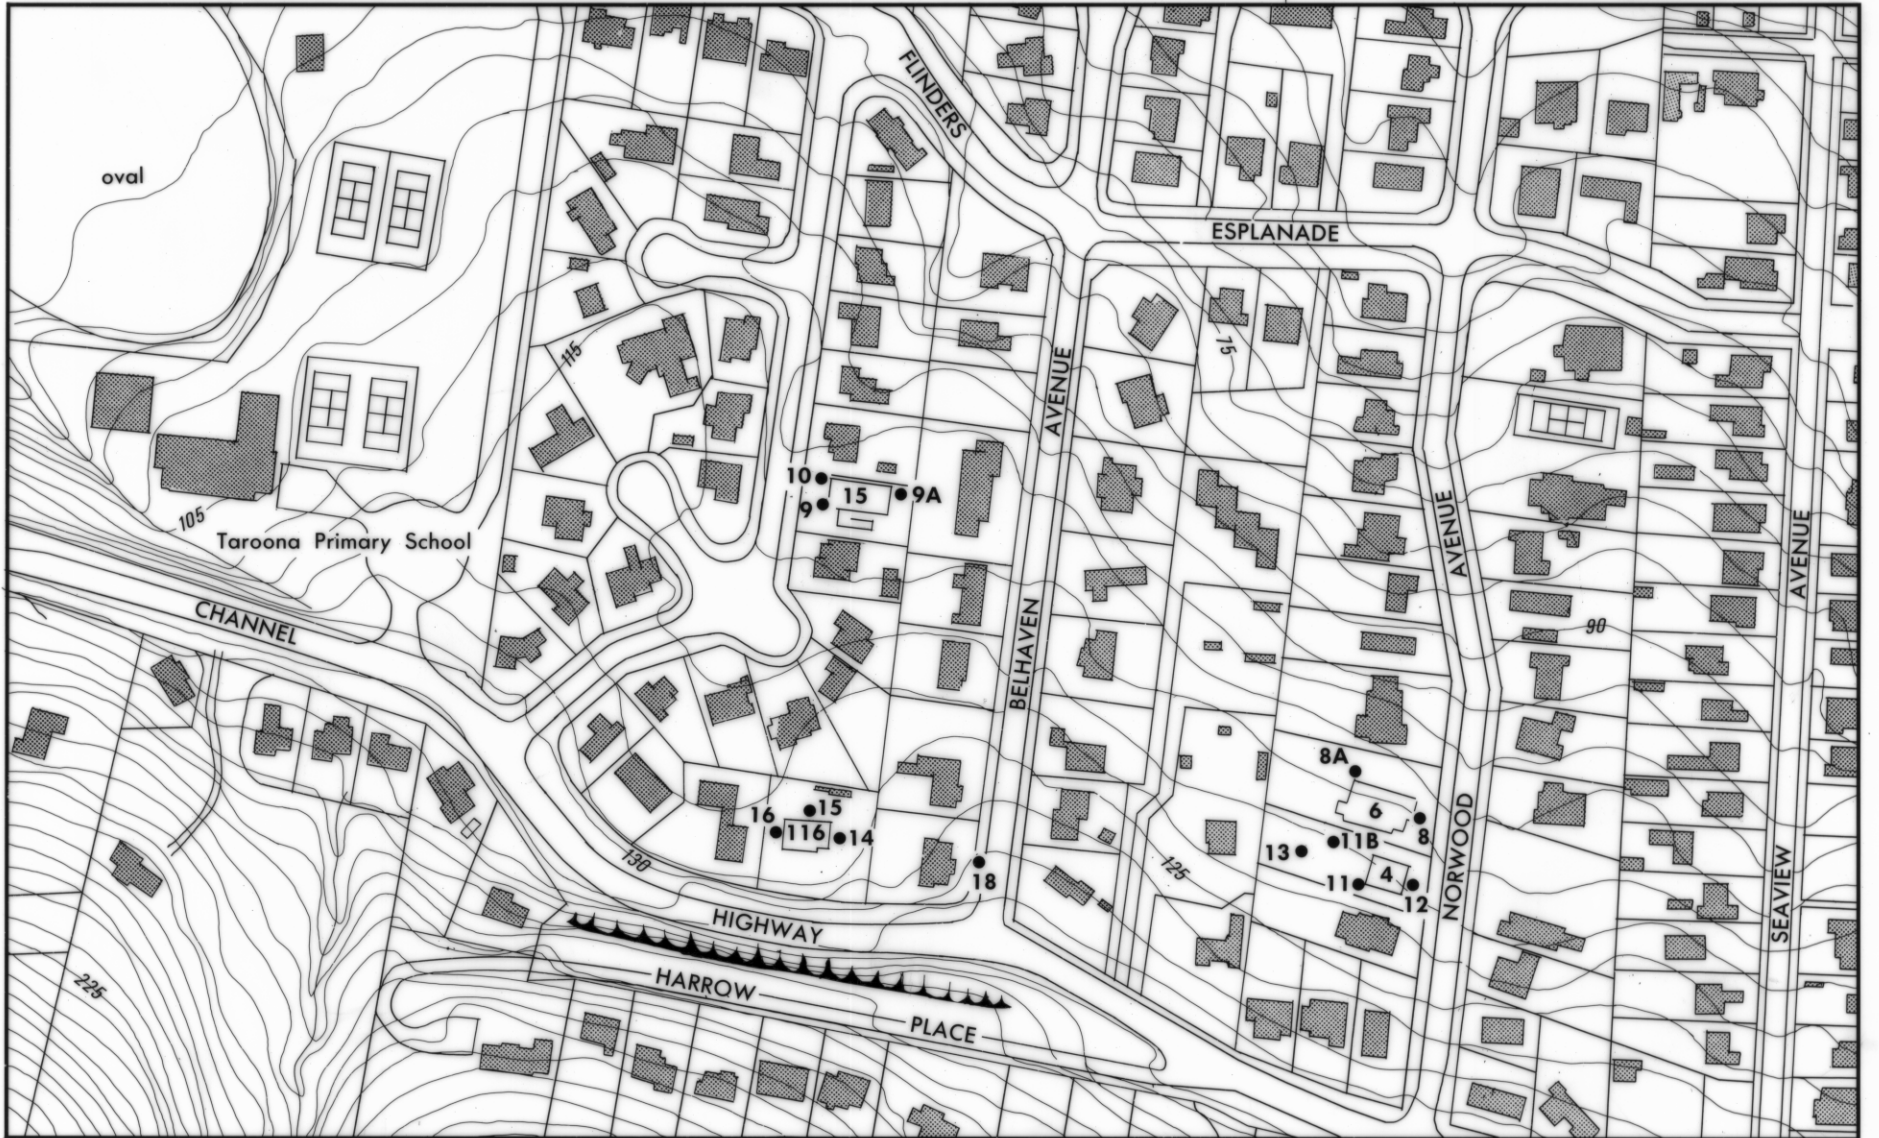 FLINDERS
oval
ESPLANADE
115
AVENUE
75
10
15
9A
9
105
Taroona Primary School
AVENUE
AVENUE
CHANNEL
BELHAVEN
90
8A
6
8
NORWOOD
15
16
116
14
13
11B
130
125
18
11
4
12
SEAVIEW
HIGHWAY
225
HARROW
PLACE